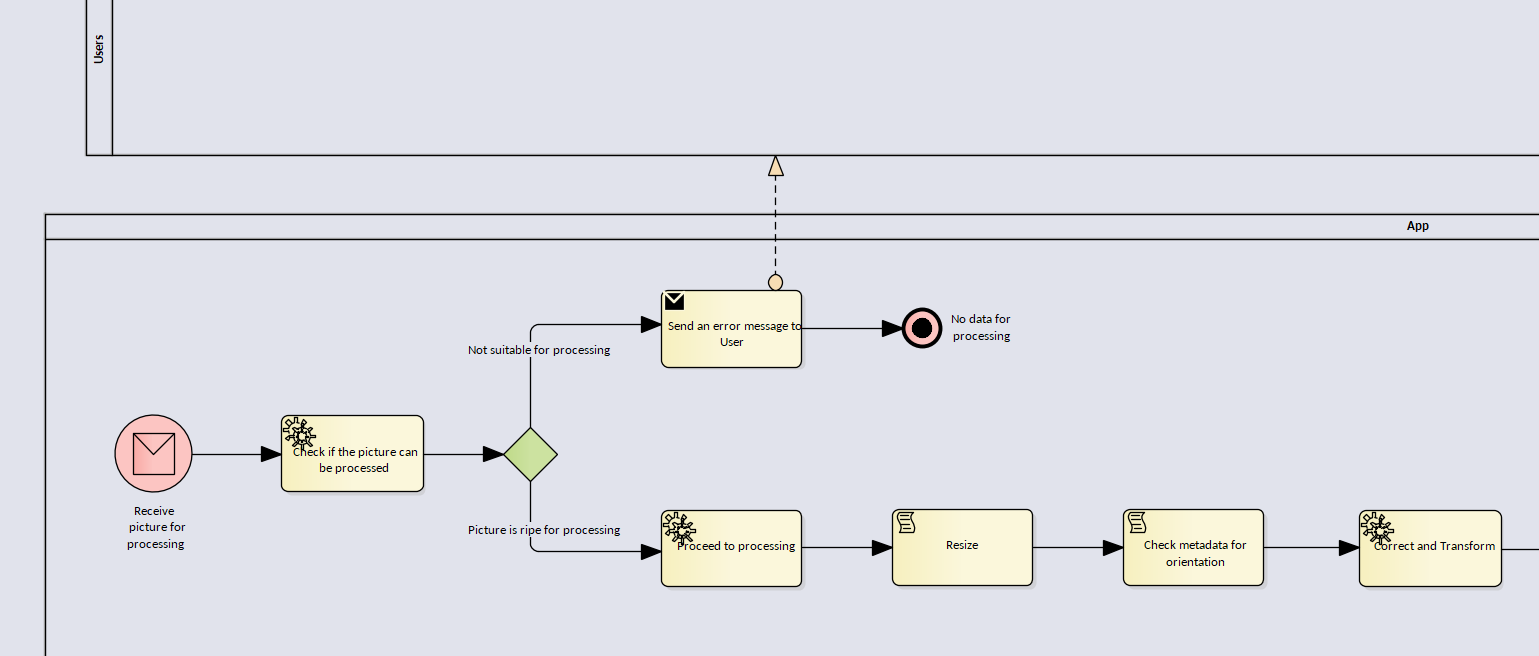 Users
App
Send an error message to
User
No data for
processing
Not suitable for processing
Check if the picture can
be processed
Receive
picture for
processing
Picture is ripe for processing
Proceed to processing
Resize
Check metadada for
orientation
Correct and Transform